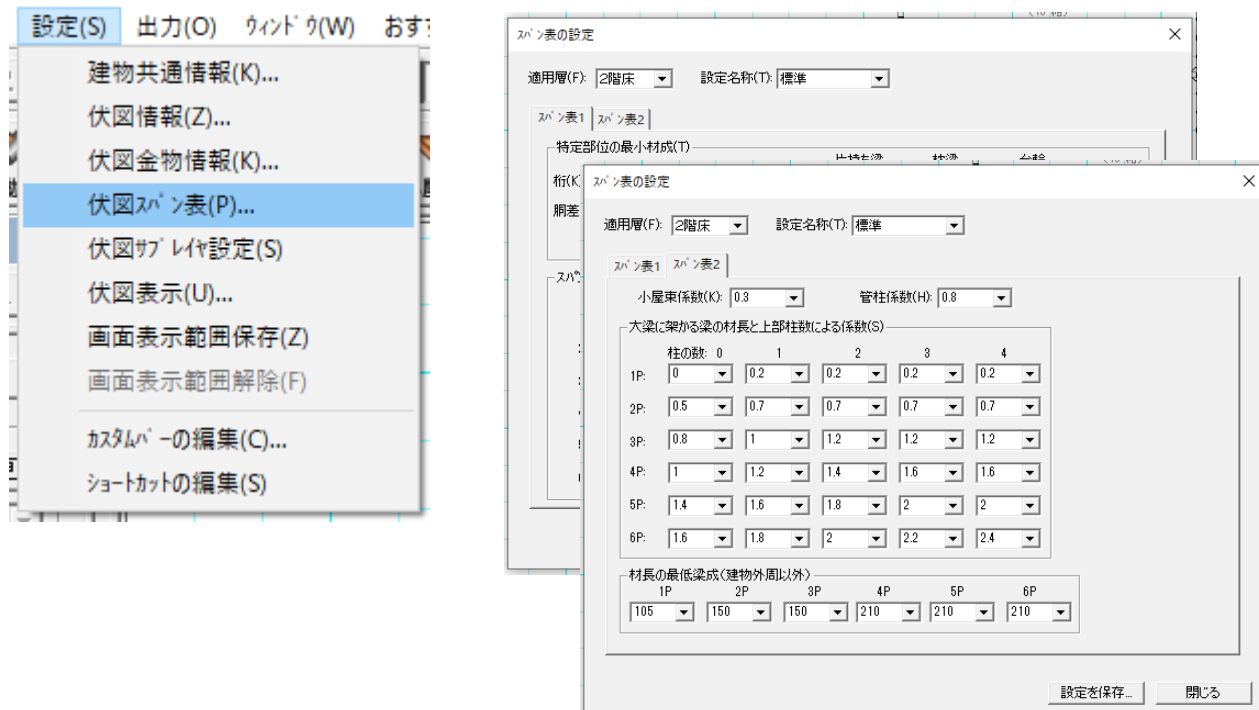 設定(S) 出力(O) ｳｨﾝﾄﾞｳ(W) おす
建物共通情報(K)...
伏図情報(Z)...
伏図金物情報(K)...
伏図ｽﾊﾟﾝ表(P)...
伏図ｻﾌﾞﾚｲﾔ設定(S)
伏図表示(U)...
画面表示範囲保存(Z)
画面表示範囲解除(F)
ｶｽﾀﾑﾊﾞｰの編集(C)...
ｼｮｰﾄｶｯﾄの編集(S)
ｽﾊﾟﾝ表の設定
適用層(F): 2階床 設定名称(T): 標準
ｽﾊﾟﾝ表1 ｽﾊﾟﾝ表2
特定部位の最小材成(T)
桁(K)
胴差
ｽﾊﾟﾝ表の設定
適用層(F): 2階床 設定名称(T): 標準
ｽﾊﾟﾝ表1 ｽﾊﾟﾝ表2
小屋束係数(K): 0.3 管柱係数(H): 0.8
大梁に架かる梁の材長と上部柱数による係数(S)
柱の数: 0 1 2 3 4
1P: 0 0.2 0.2 0.2 0.2
2P: 0.5 0.7 0.7 0.7 0.7
3P: 0.8 1 1.2 1.2 1.2
4P: 1 1.2 1.4 1.6 1.6
5P: 1.4 1.6 1.8 2 2
6P: 1.6 1.8 2 2.2 2.4
材長の最低梁成(建物外周以外)
1P 2P 3P 4P 5P 6P
105 150 150 210 210 210
設定を保存... 閉じる